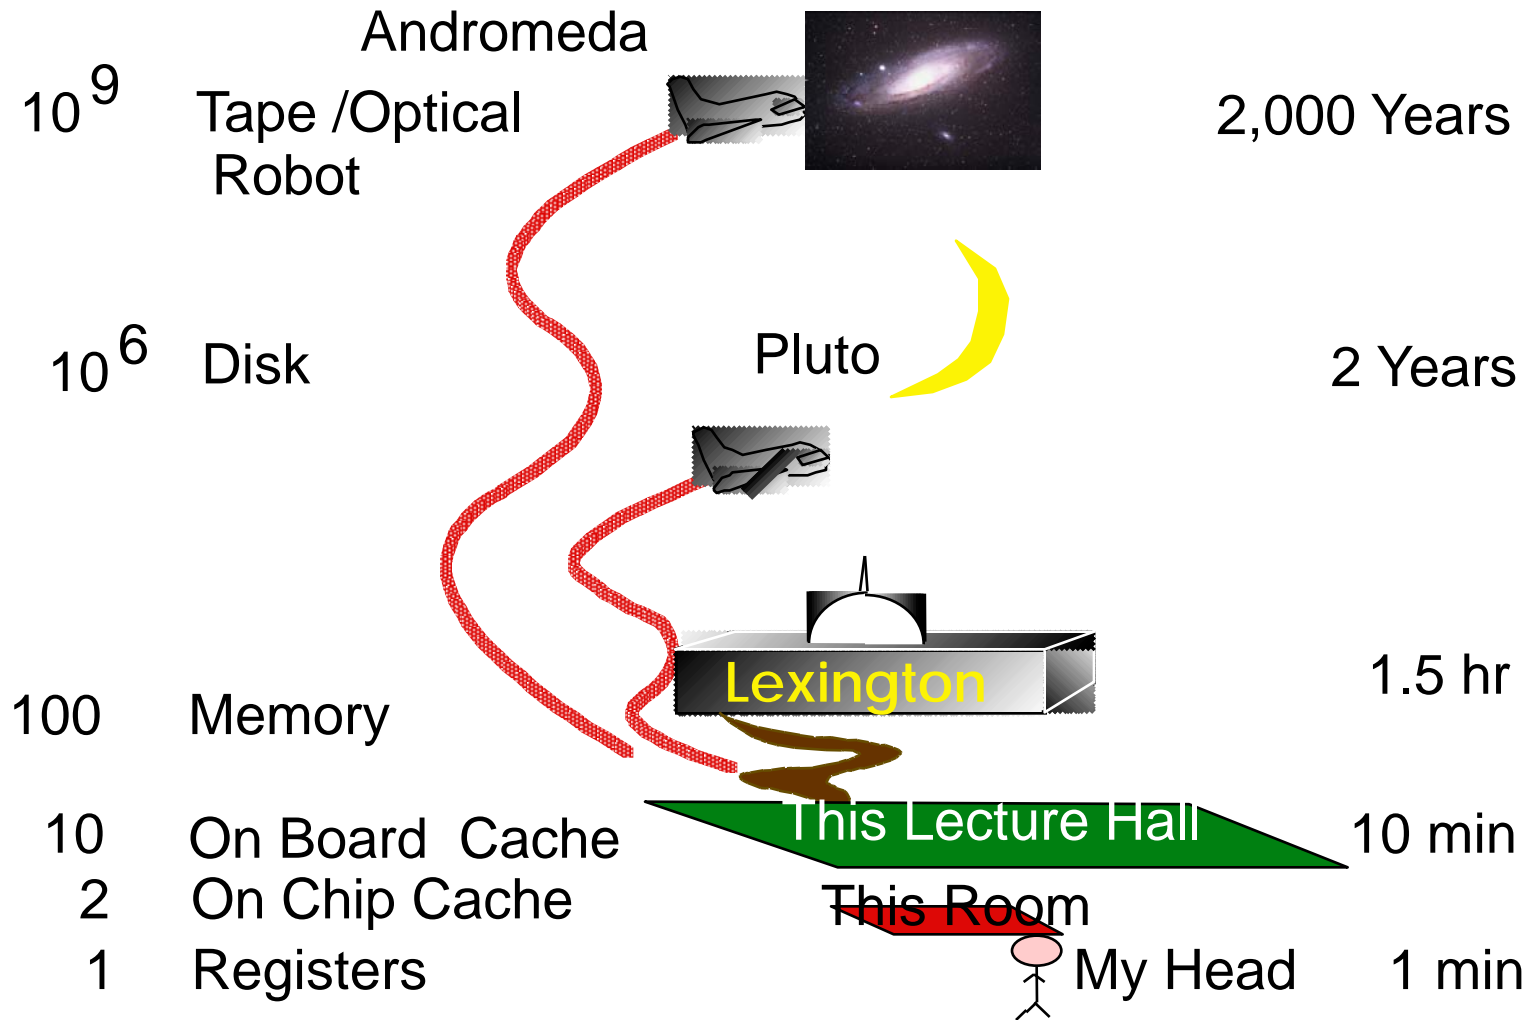 Andromeda
10^9 Tape /Optical 2,000 Years
Robot
10^6 Disk Pluto 2 Years
Lexington 1.5 hr
100 Memory
10 On Board Cache This Lecture Hall 10 min
2 On Chip Cache This Room
1 Registers My Head 1 min